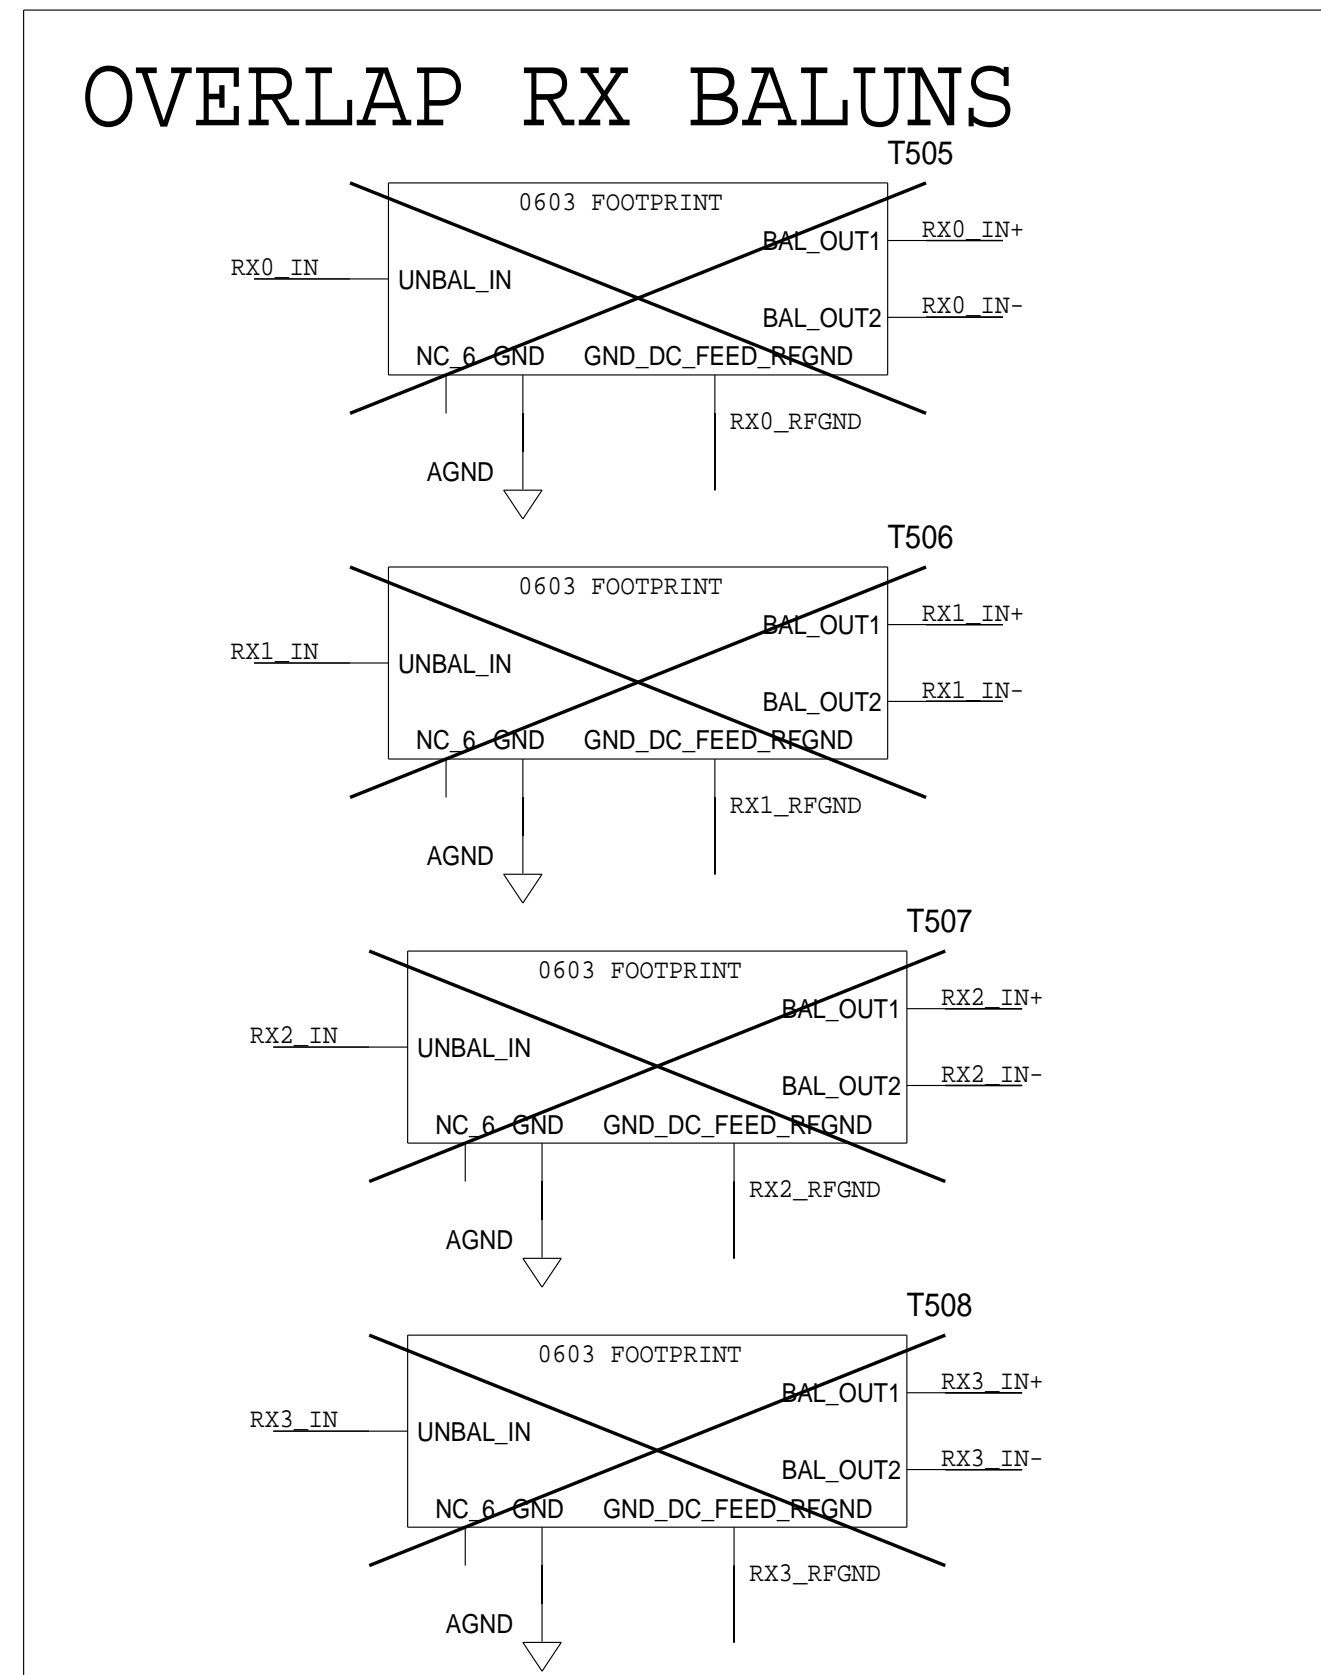 OVERLAP RX BALUNS
T505
0603 FOOTPRINT
BAL_OUT1 RX0_IN+
RX0_IN UNBAL_IN
BAL_OUT2 RX0_IN-
NC_6 GND GND_DC_FEED_RFGND
RX0_RFGND
AGND
T506
0603 FOOTPRINT
BAL_OUT1 RX1_IN+
RX1_IN UNBAL_IN
BAL_OUT2 RX1_IN-
NC_6 GND GND_DC_FEED_RFGND
RX1_RFGND
AGND
T507
0603 FOOTPRINT
BAL_OUT1 RX2_IN+
RX2_IN UNBAL_IN
BAL_OUT2 RX2_IN-
NC_6 GND GND_DC_FEED_RFGND
RX2_RFGND
AGND
T508
0603 FOOTPRINT
BAL_OUT1 RX3_IN+
RX3_IN UNBAL_IN
BAL_OUT2 RX3_IN-
NC_6 GND GND_DC_FEED_RFGND
RX3_RFGND
AGND